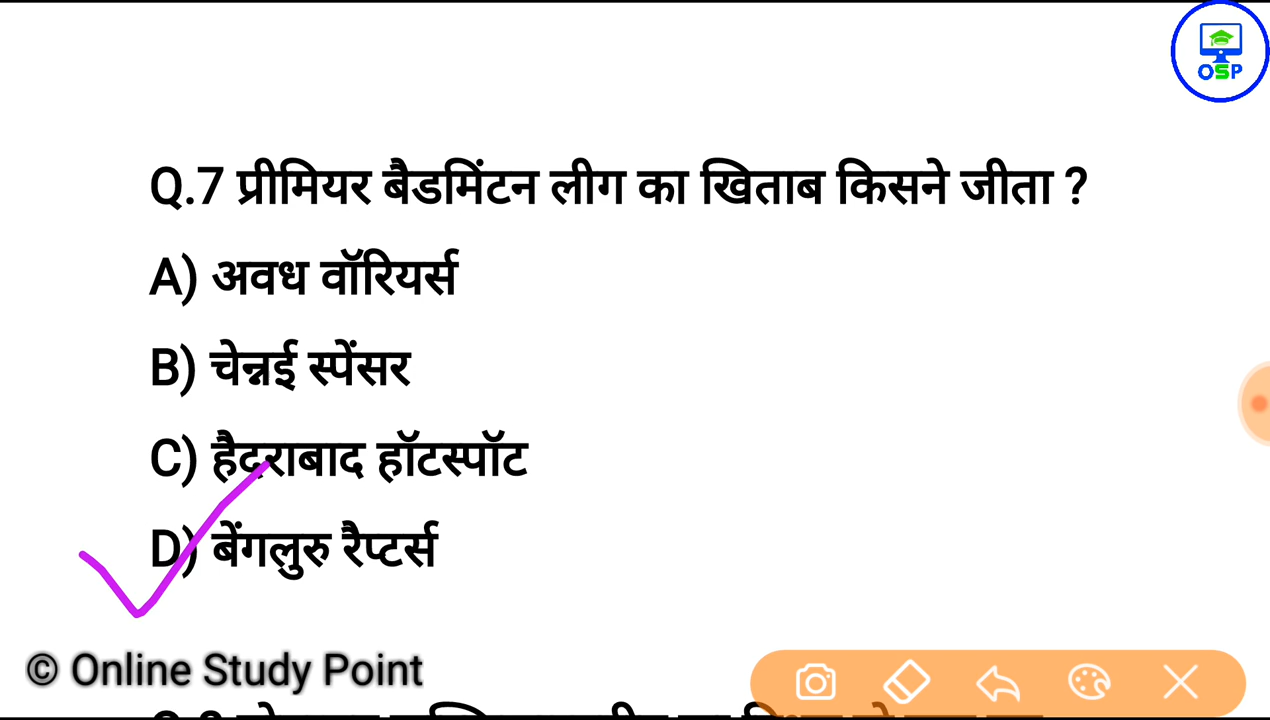 OSP
Q.7 प्रीमियर बैडमिंटन लीग का खिताब किसने जीता ?
A) अवध वॉरियर्स
B) चेन्नई स्पेंसर
C) हैदराबाद हॉटस्पॉट
D) बेंगलुरु रैप्टर्स
© Online Study Point